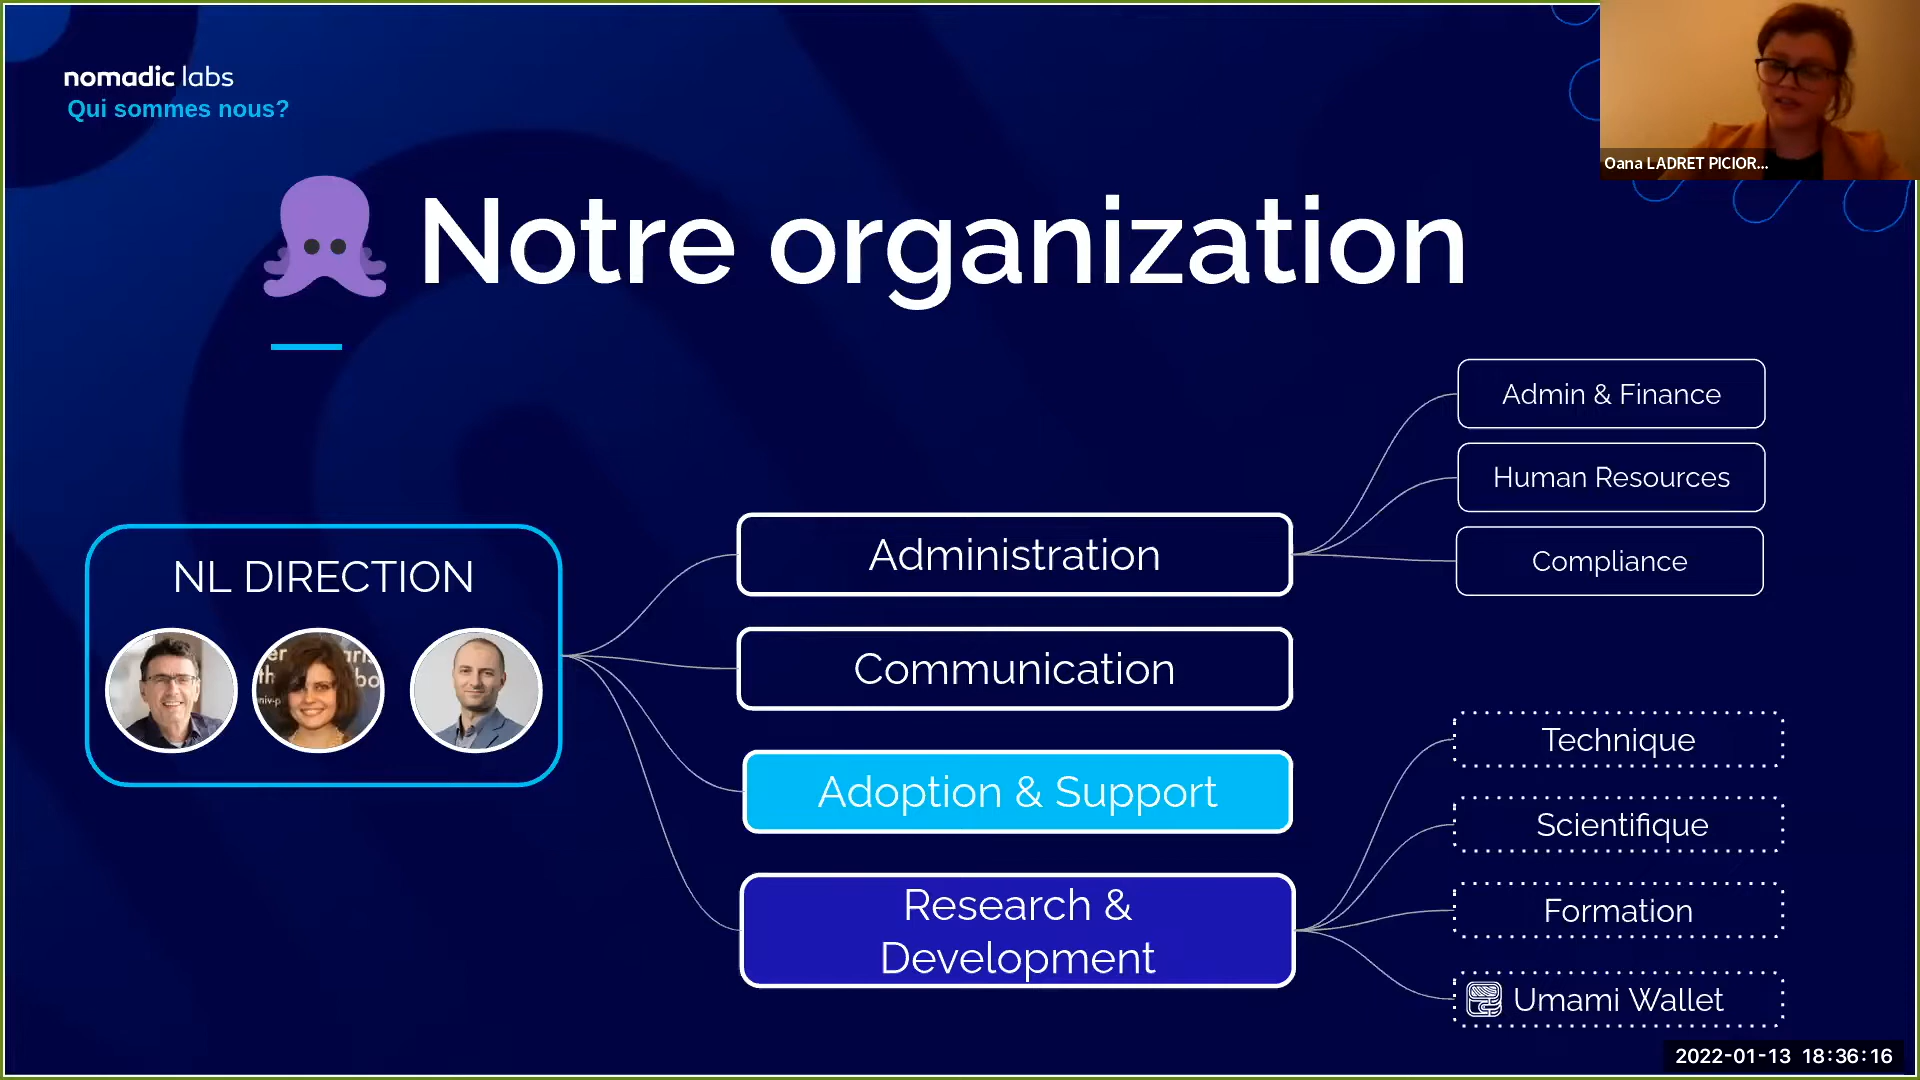 nomadic labs
Qui sommes nous?
Oana LADRET PICIOR...
Notre organization
NL DIRECTION
Administration
Communication
Adoption & Support
Research &
Development
Admin & Finance
Human Resources
Compliance
Technique
Scientifique
Formation
Umami Wallet
2022-01-13 18:36:16